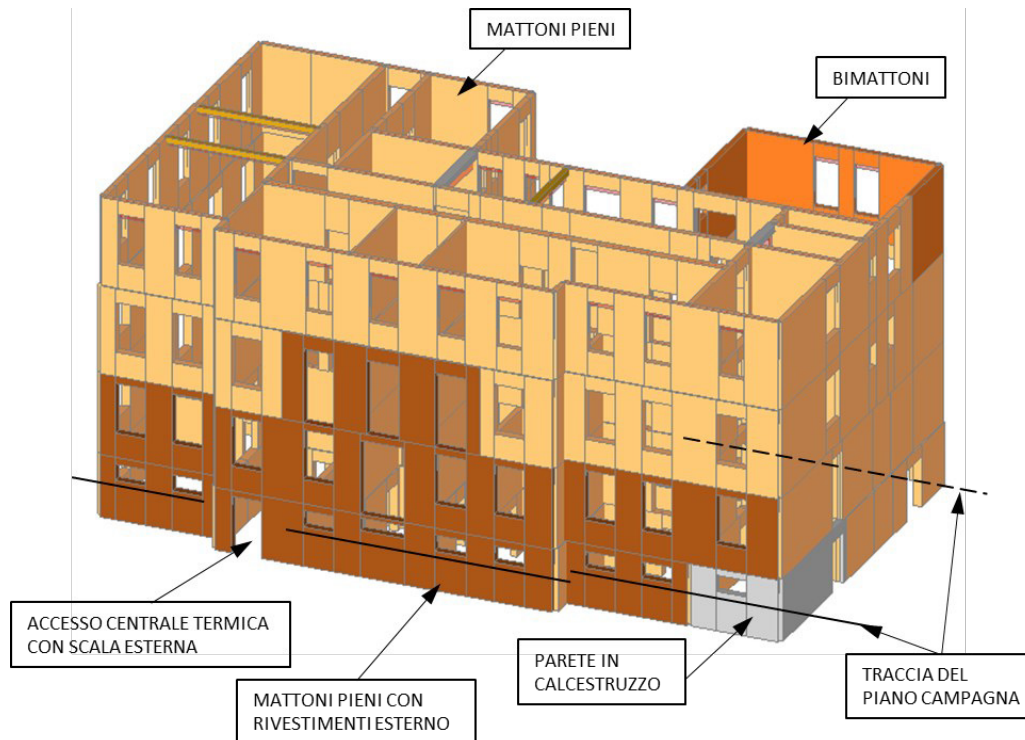 MATTONI PIENI
BIMATTONI
ACCESSO CENTRALE TERMICA
CON SCALA ESTERNA
MATTONI PIENI CON
RIVESTIMENTI ESTERNO
PARETE IN
CALCESTRUZZO
TRACCIA DEL
PIANO CAMPAGNA